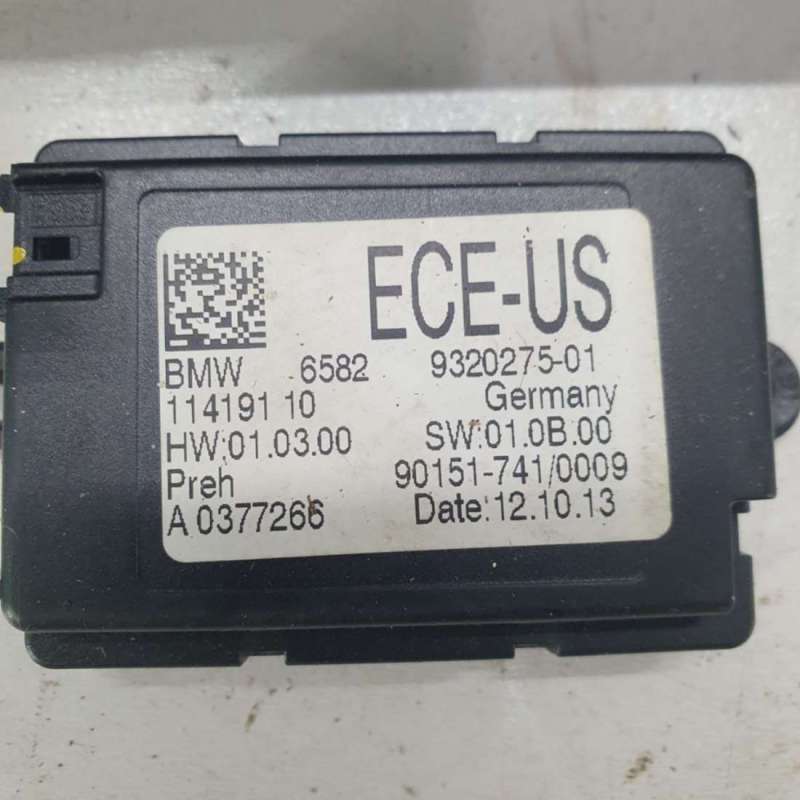 ECE-US
BMW 6582 9320275-01
114191 10 Germany
HW:01.03.00 SW:01.0B.00
Preh 90151-741/0009
A 0377266 Date:12.10.13